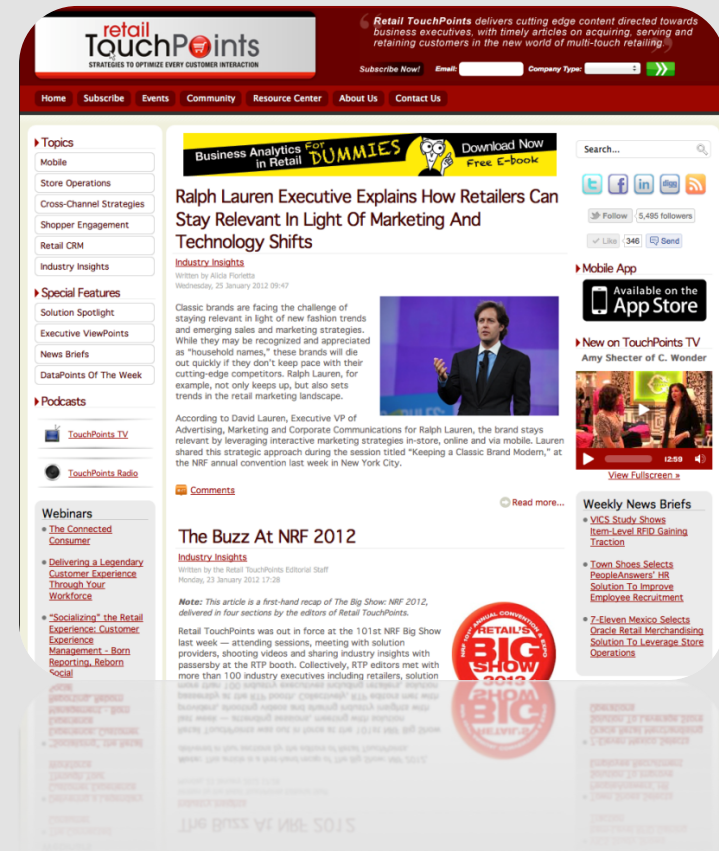 retail
TouchPoints
STRATEGIES TO OPTIMIZE EVERY CUSTOMER INTERACTION
“ Retail TouchPoints delivers cutting edge content directed towards
business executives, with timely articles on acquiring, serving and
retaining customers in the new world of multi-touch retailing. ”
Subscribe Now! Email: Company Type:
Home Subscribe Events Community Resource Center About Us Contact Us
Topics
Mobile
Store Operations
Cross-Channel Strategies
Shopper Engagement
Retail CRM
Industry Insights
Special Features
Solution Spotlight
Executive ViewPoints
News Briefs
DataPoints Of The Week
Podcasts
TouchPoints TV
TouchPoints Radio
Webinars
The Connected
Consumer
Delivering a Legendary
Customer Experience
Through Your
Workforce
“Socializing” the Retail
Experience: Customer
Experience
Management - Born
Reporting, Reborn
Social
Business Analytics For
in Retail DUMMIES
Download Now
Free E-book
Ralph Lauren Executive Explains How Retailers Can
Stay Relevant In Light Of Marketing And
Technology Shifts
Industry Insights
Written by Alicia Fiorletta
Wednesday, 25 January 2012 09:47
Classic brands are facing the challenge of
staying relevant in light of new fashion trends
and emerging sales and marketing strategies.
While they may be recognized and appreciated
as “household names,” these brands will die
out quickly if they don’t keep pace with their
cutting-edge competitors. Ralph Lauren, for
example, not only keeps up, but also sets
trends in the retail marketing landscape.
According to David Lauren, Executive VP of
Advertising, Marketing and Corporate Communications for Ralph Lauren, the brand stays
relevant by leveraging interactive marketing strategies in-store, online and via mobile. Lauren
shared this strategic approach during the session titled “Keeping a Classic Brand Modern,” at
the NRF annual convention last week in New York City.
Comments
Read more...
The Buzz At NRF 2012
Industry Insights
Written by the Retail TouchPoints Editorial Staff
Monday, 23 January 2012 17:28
Note: This article is a first-hand recap of The Big Show: NRF 2012,
delivered in four sections by the editors of Retail TouchPoints.
Retail TouchPoints was out in force at the 101st NRF Big Show
last week — attending sessions, meeting with solution
providers, shooting videos and sharing industry insights with
passersby at the RTP booth. Collectively, RTP editors met with
more than 100 industry executives including retailers, solution
RETAIL'S
BIG
SHOW
Search...
t f in digg
Follow 5,495 followers
Like 346 Send
Mobile App
Available on the
App Store
New on TouchPoints TV
Amy Shecter of C. Wonder
12:59
View Fullscreen »
Weekly News Briefs
VICS Study Shows
Item-Level RFID Gaining
Traction
Town Shoes Selects
PeopleAnswers’ HR
Solution To Improve
Employee Recruitment
7-Eleven Mexico Selects
Oracle Retail Merchandising
Solution To Leverage Store
Operations